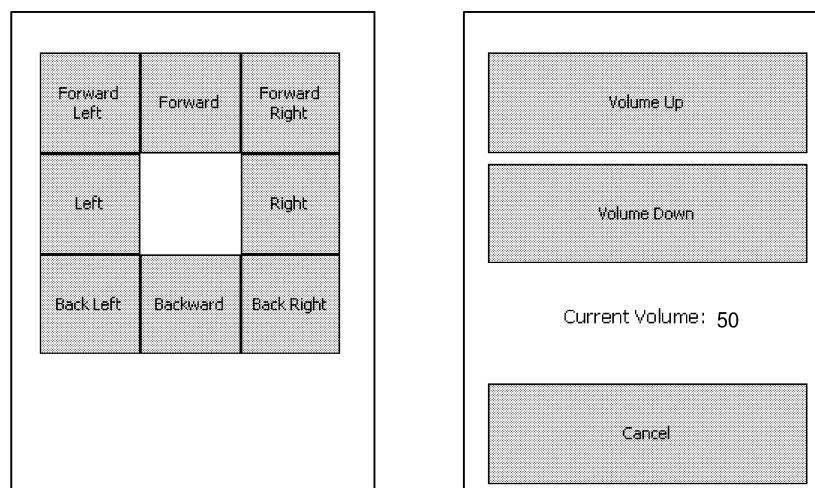 Forward
Left
Forward
Forward
Right
Left
Right
Back Left
Backward
Back Right
Volume Up
Volume Down
Current Volume: 50
Cancel